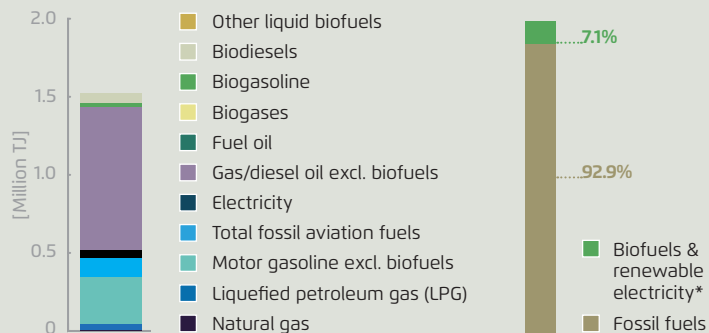 [Million TJ]
2.0
1.5
1.0
0.5
0
Other liquid biofuels
Biodiesels
Biogasoline
Biogases
Fuel oil
Gas/diesel oil excl. biofuels
Electricity
Total fossil aviation fuels
Motor gasoline excl. biofuels
Liquefied petroleum gas (LPG)
Natural gas
7.1%
92.9%
Biofuels &
renewable
electricity*
Fossil fuels